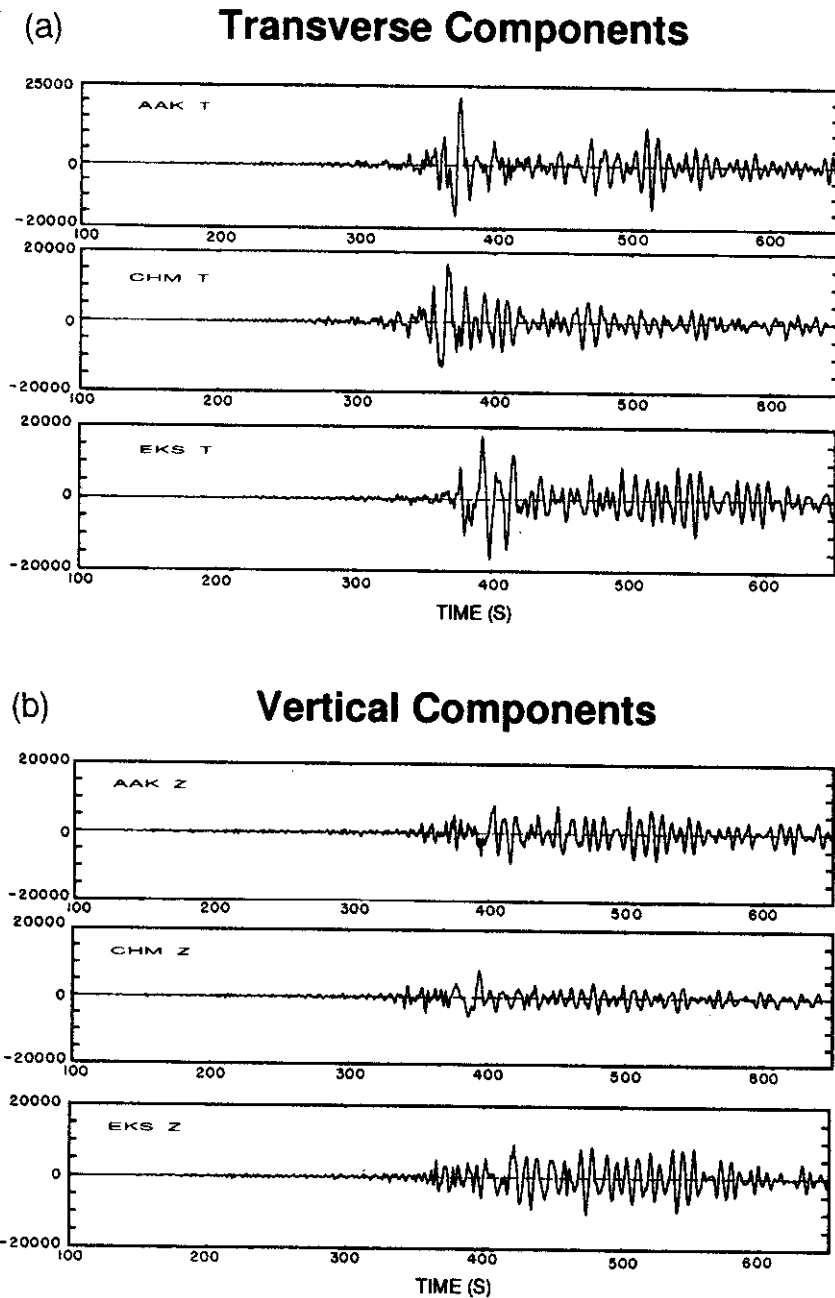 (a) Transverse Components
25000
AAK T
0
-20000
100 200 300 400 500 600
20000
CHM T
0
-20000
100 200 300 400 500 600
20000
EKS T
0
-20000
100 200 300 400 500 600
TIME (S)
(b) Vertical Components
20000
AAK Z
0
-20000
100 200 300 400 500 600
20000
CHM Z
0
-20000
100 200 300 400 500 600
20000
EKS Z
0
-20000
100 200 300 400 500 600
TIME (S)